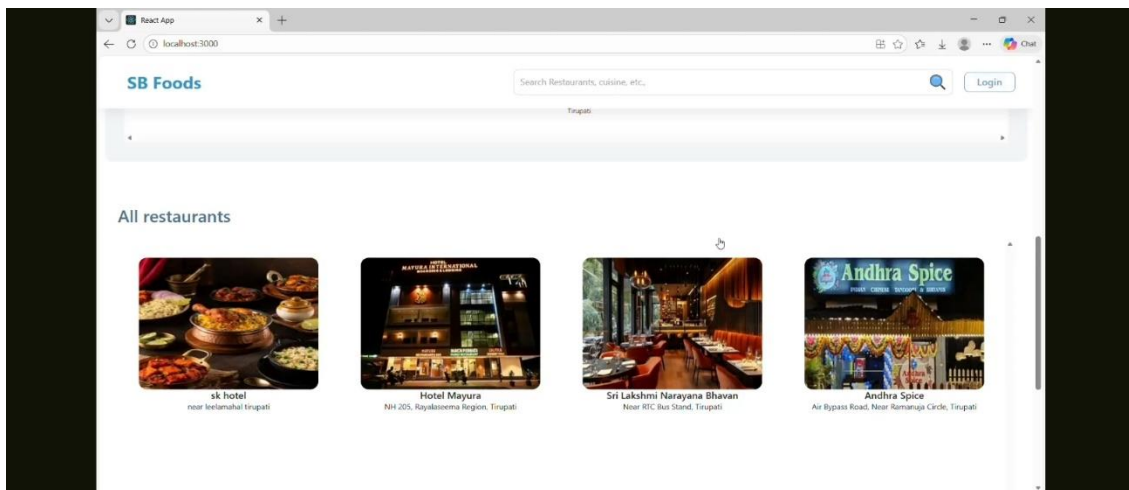 React App
localhost:3000
Chat
SB Foods
Search Restaurants, cuisine, etc.,
Login
Tirupati
All restaurants
HOTEL
MAYURA INTERNATIONAL
Andhra Spice
sk hotel
near leelamahal tirupati
Hotel Mayura
NH 205, Rayalaseema Region, Tirupati
Sri Lakshmi Narayana Bhavan
Near RTC Bus Stand, Tirupati
Andhra Spice
Air Bypass Road, Near Ramanuja Circle, Tirupati